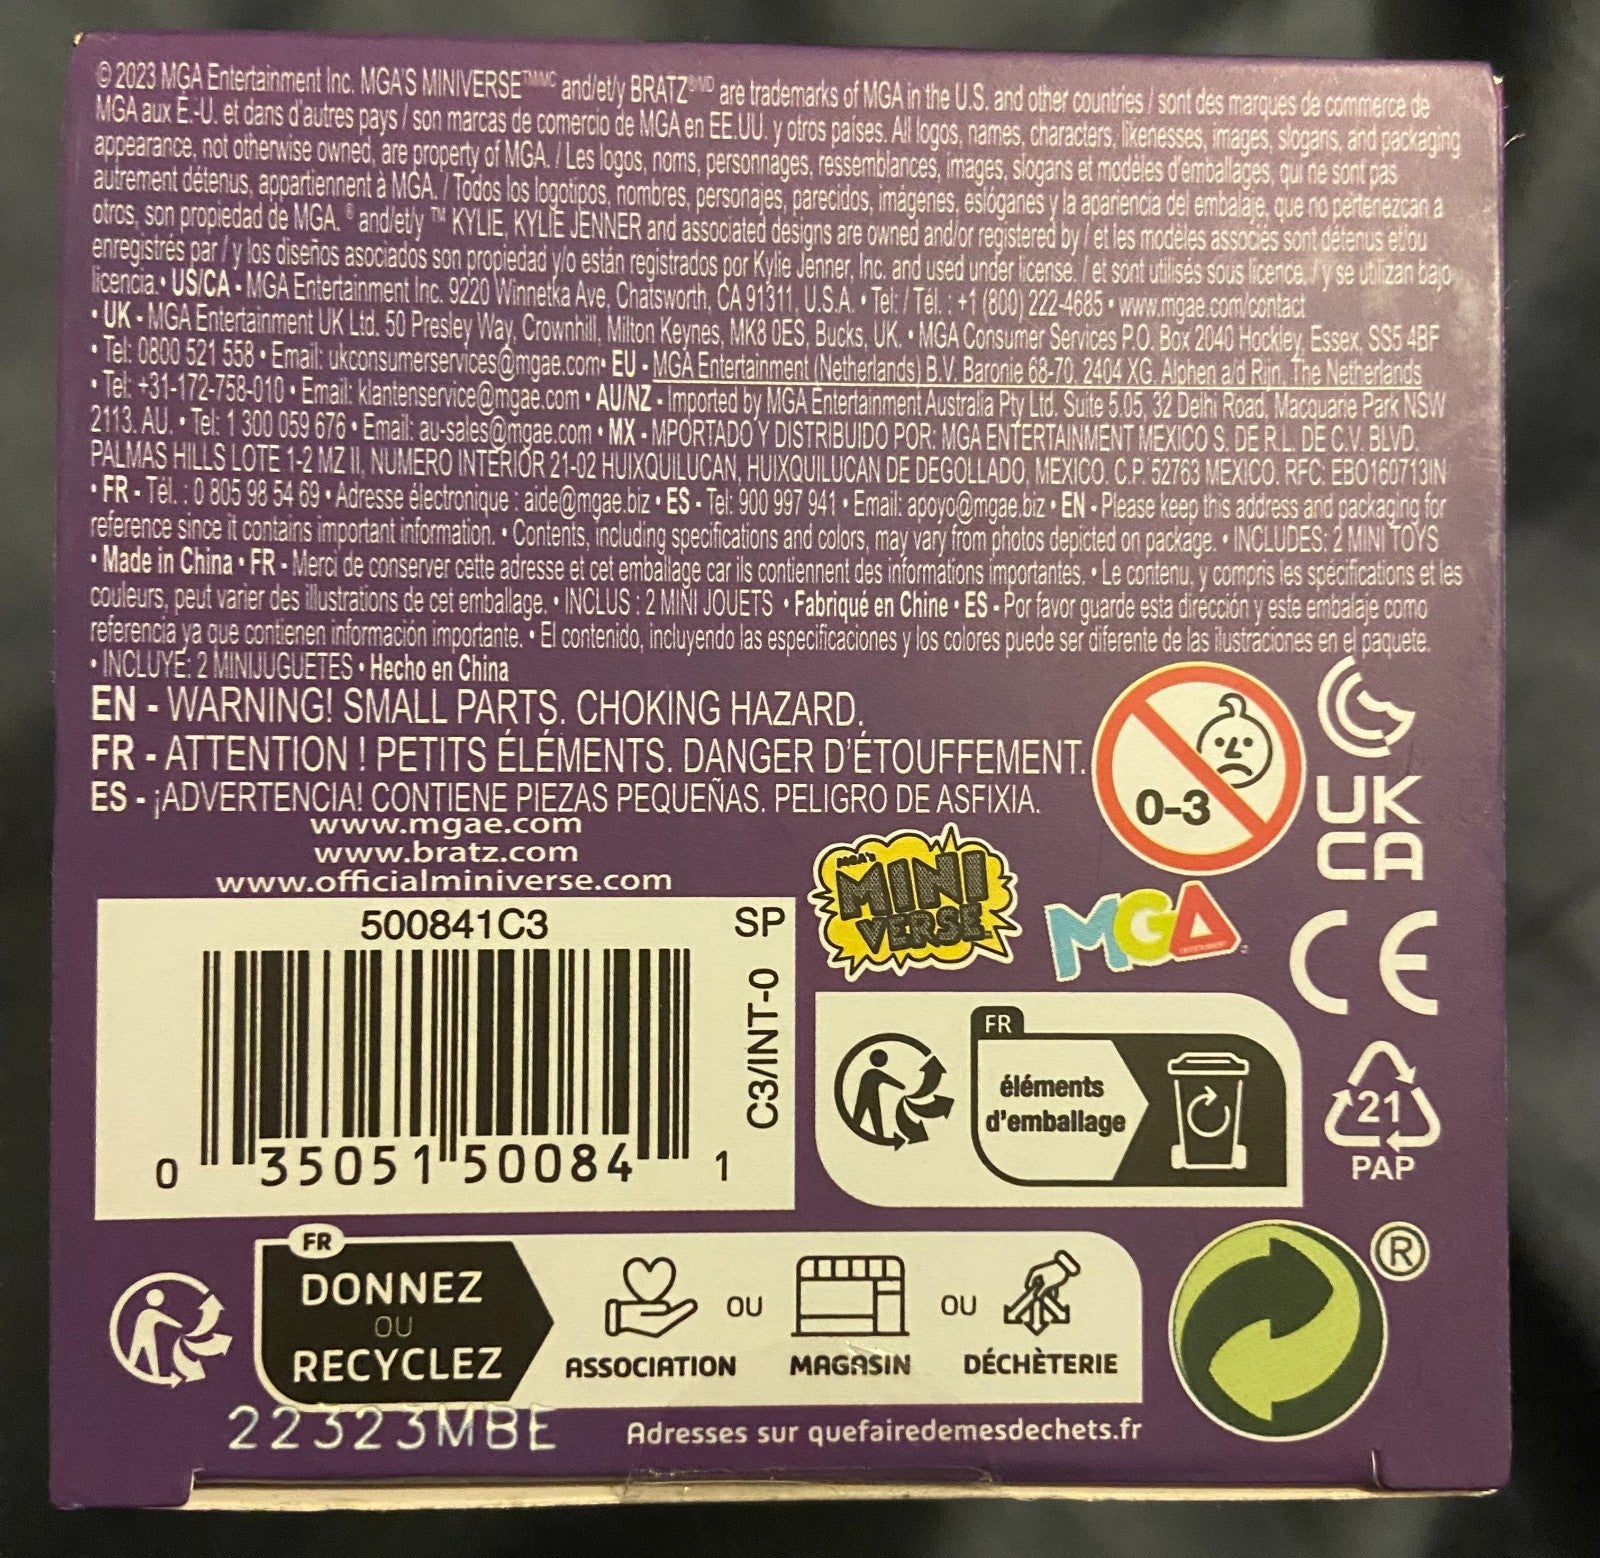 © 2023 MGA Entertainment Inc. MGA'S MINIVERSE™/MC and/et/y BRATZ®/MD are trademarks of MGA in the U.S. and other countries / sont des marques de commerce de
MGA aux É.-U. et dans d'autres pays / son marcas de comercio de MGA en EE.UU. y otros países. All logos, names, characters, likenesses, images, slogans, and packaging
appearance, not otherwise owned, are property of MGA. / Les logos, noms, personnages, ressemblances, images, slogans et modèles d'emballages, qui ne sont pas
autrement détenus, appartiennent à MGA. / Todos los logotipos, nombres, personajes, parecidos, imágenes, eslóganes y la apariencia del embalaje, que no pertenezcan a
otros, son propiedad de MGA. ® and/et/y ™ KYLIE, KYLIE JENNER and associated designs are owned and/or registered by / et les modèles associés sont détenus et/ou
enregistrés par / y los diseños asociados son propiedad y/o están registrados por Kylie Jenner, Inc. and used under license. / et sont utilisés sous licence. / y se utilizan bajo
licencia.• US/CA - MGA Entertainment Inc. 9220 Winnetka Ave, Chatsworth, CA 91311, U.S.A. • Tel: / Tél. : +1 (800) 222-4685 • www.mgae.com/contact
• UK - MGA Entertainment UK Ltd. 50 Presley Way, Crownhill, Milton Keynes, MK8 0ES, Bucks, UK. • MGA Consumer Services P.O. Box 2040 Hockley, Essex, SS5 4BF
• Tel: 0800 521 558 • Email: ukconsumerservices@mgae.com• EU - MGA Entertainment (Netherlands) B.V. Baronie 68-70, 2404 XG Alphen a/d Rijn, The Netherlands
• Tel: +31-172-758-010 • Email: klantenservice@mgae.com • AU/NZ - Imported by MGA Entertainment Australia Pty Ltd. Suite 5.05, 32 Delhi Road, Macquarie Park NSW
2113. AU. • Tel: 1 300 059 676 • Email: au-sales@mgae.com • MX - MPORTADO Y DISTRIBUIDO POR: MGA ENTERTAINMENT MEXICO S. DE R.L. DE C.V. BLVD.
PALMAS HILLS LOTE 1-2 MZ II, NUMERO INTERIOR 21-02 HUIXQUILUCAN, HUIXQUILUCAN DE DEGOLLADO, MEXICO. C.P. 52763 MEXICO. RFC: EBO160713IN
• FR - Tél. : 0 805 98 54 69 • Adresse électronique : aide@mgae.biz • ES - Tel: 900 997 941 • Email: apoyo@mgae.biz • EN - Please keep this address and packaging for
reference since it contains important information. • Contents, including specifications and colors, may vary from photos depicted on package. • INCLUDES: 2 MINI TOYS
• Made in China • FR - Merci de conserver cette adresse et cet emballage car ils contiennent des informations importantes. • Le contenu, y compris les spécifications et les
couleurs, peut varier des illustrations de cet emballage. • INCLUS : 2 MINI JOUETS • Fabriqué en Chine • ES - Por favor guarde esta dirección y este embalaje como
referencia ya que contienen información importante. • El contenido, incluyendo las especificaciones y los colores puede ser diferente de las ilustraciones en el paquete.
• INCLUYE: 2 MINIJUGUETES • Hecho en China
EN - WARNING! SMALL PARTS. CHOKING HAZARD.
FR - ATTENTION ! PETITS ÉLÉMENTS. DANGER D'ÉTOUFFEMENT.
ES - ¡ADVERTENCIA! CONTIENE PIEZAS PEQUEÑAS. PELIGRO DE ASFIXIA.
0-3
UK
CA
www.mgae.com
www.bratz.com
www.officialminiverse.com
MGA's
MINI
VERSE
MGA
CE
500841C3
SP
C3/INT-0
0 35051 50084 1
FR
éléments
d'emballage
21
PAP
FR
DONNEZ
OU
RECYCLEZ
ASSOCIATION
OU
MAGASIN
OU
DÉCHÈTERIE
®
22323MBE
Adresses sur quefairedemesdechets.fr